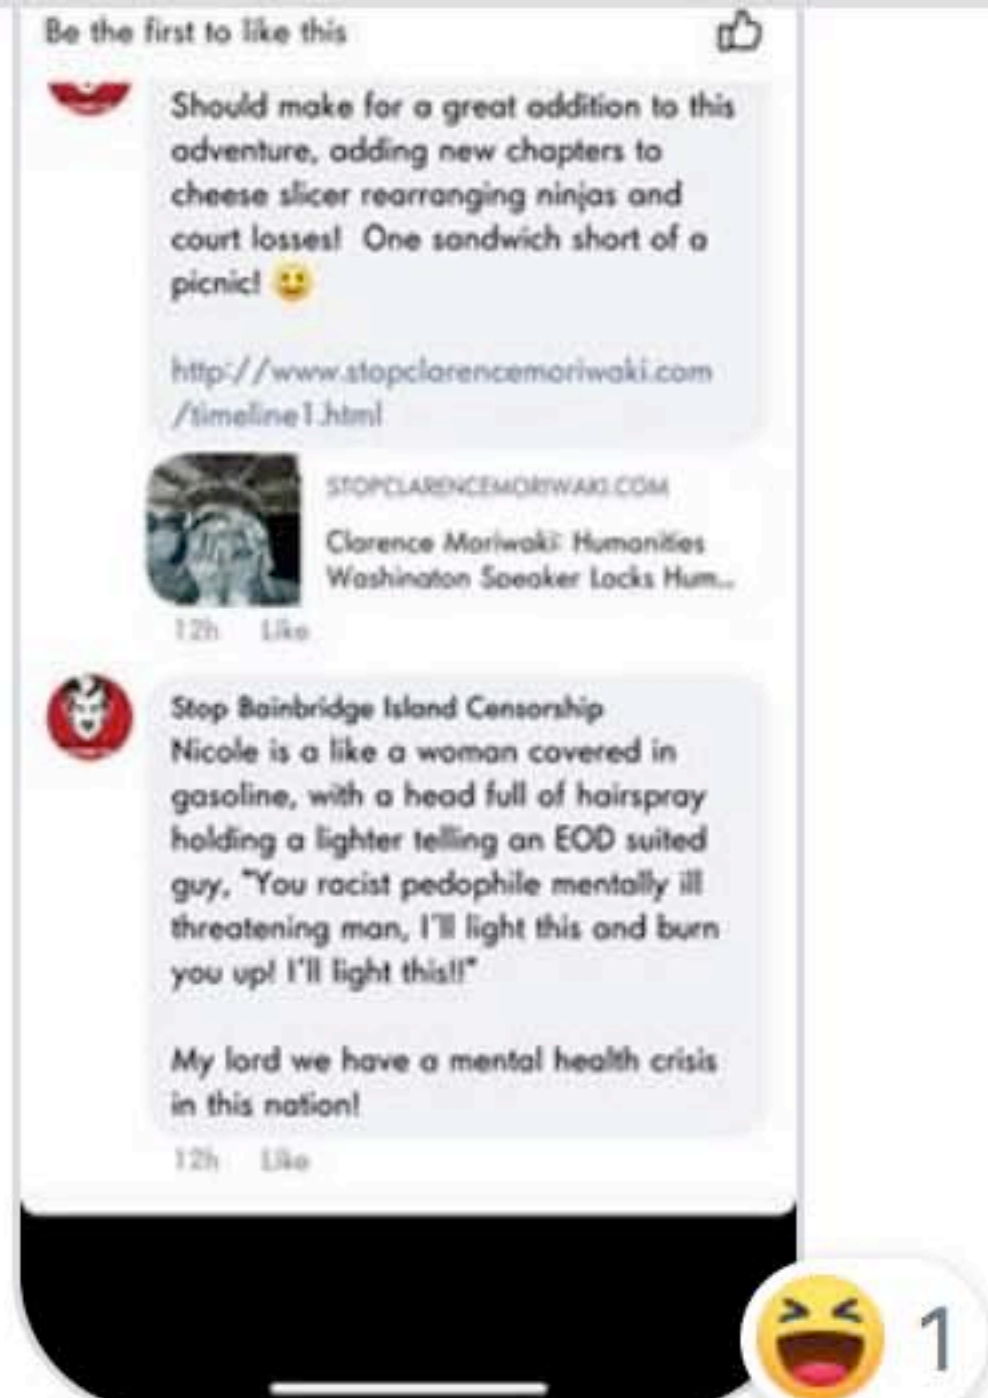 Be the first to like this
Should make for a great addition to this
adventure, adding new chapters to
cheese slicer rearranging ninjas and
court losses! One sandwich short of a
picnic!
http://www.stopclarencemoriwaki.com
/timeline1.html
STOPCLARENCEMORIWAKI.COM
Clarence Moriwaki: Humanities
Washington Speaker Lacks Hum...
12h Like
Stop Bainbridge Island Censorship
Nicole is a like a woman covered in
gasoline, with a head full of hairspray
holding a lighter telling an EOD suited
guy, "You racist pedophile mentally ill
threatening man, I'll light this and burn
you up! I'll light this!!"
My lord we have a mental health crisis
in this nation!
12h Like
1